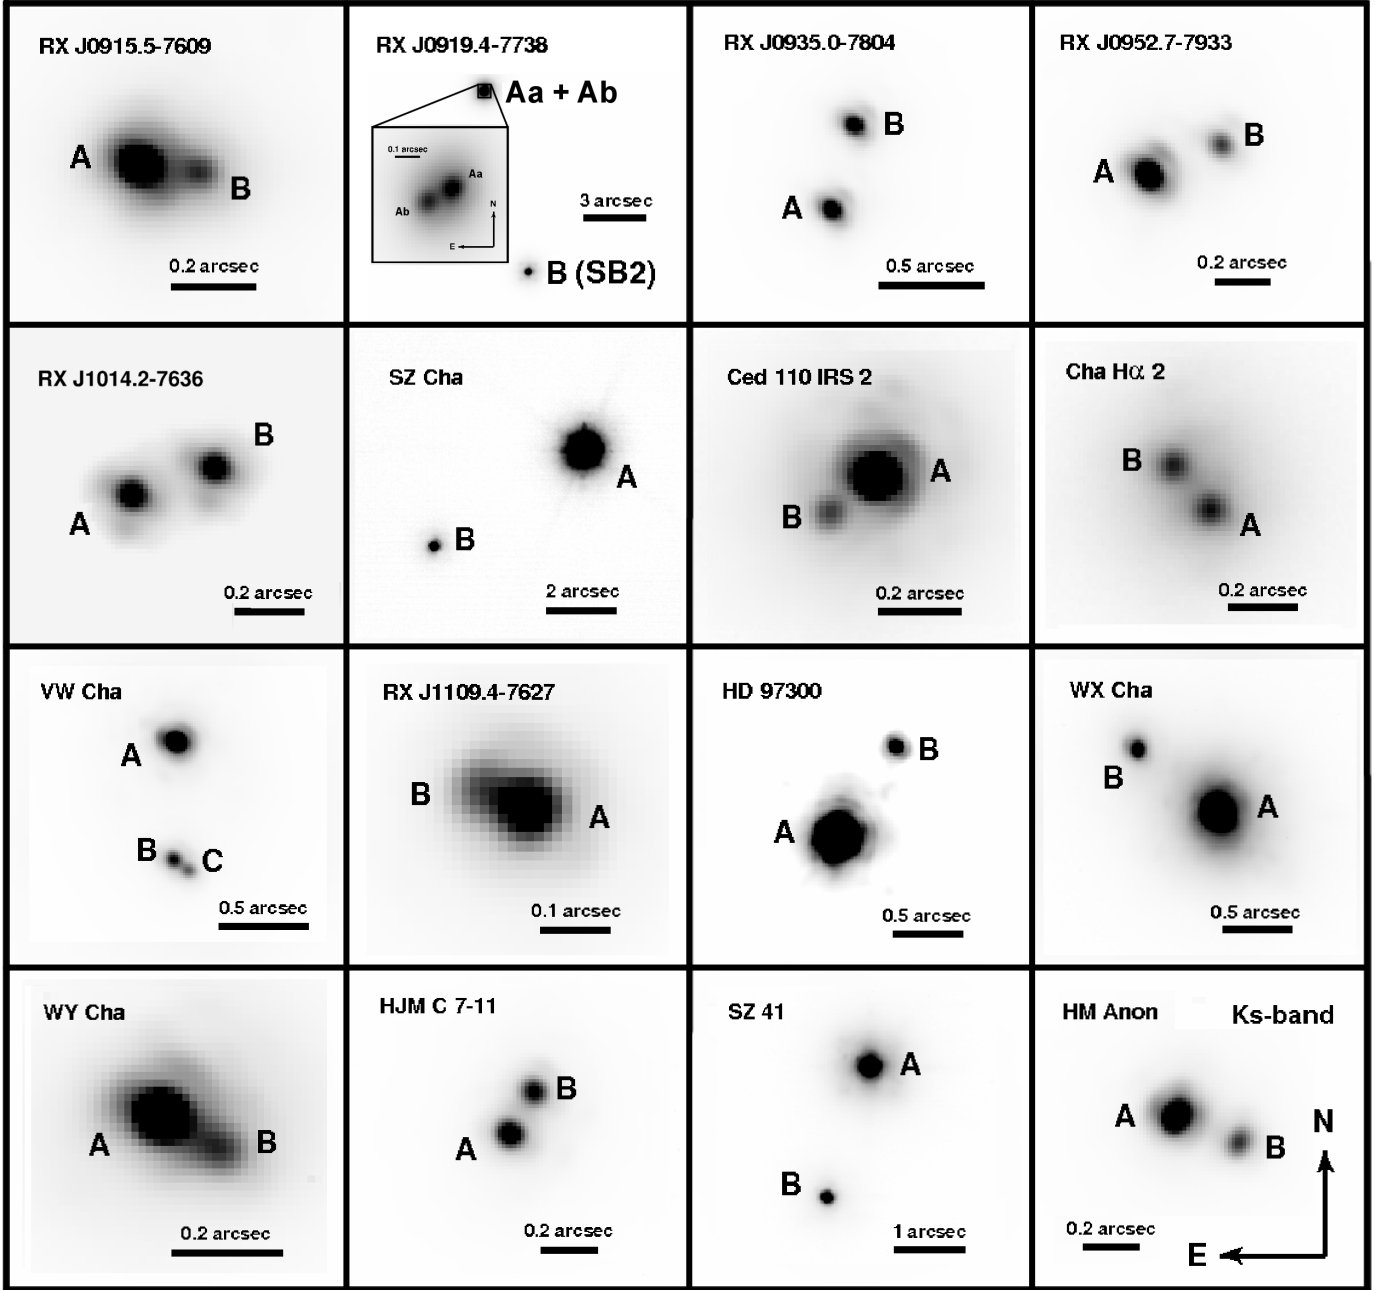 RX J0915.5-7609
A
B
0.2 arcsec
RX J0919.4-7738
Aa + Ab
0.1 arcsec
Aa
Ab
N
E
3 arcsec
B (SB2)
RX J0935.0-7804
B
A
0.5 arcsec
RX J0952.7-7933
B
A
0.2 arcsec
RX J1014.2-7636
B
A
0.2 arcsec
SZ Cha
A
B
2 arcsec
Ced 110 IRS 2
A
B
0.2 arcsec
Cha Hα 2
B
A
0.2 arcsec
VW Cha
A
B C
0.5 arcsec
RX J1109.4-7627
B
A
0.1 arcsec
HD 97300
B
A
0.5 arcsec
WX Cha
B
A
0.5 arcsec
WY Cha
A
B
0.2 arcsec
HJM C 7-11
B
A
0.2 arcsec
SZ 41
A
B
1 arcsec
HM Anon
Ks-band
A
N
B
0.2 arcsec
E